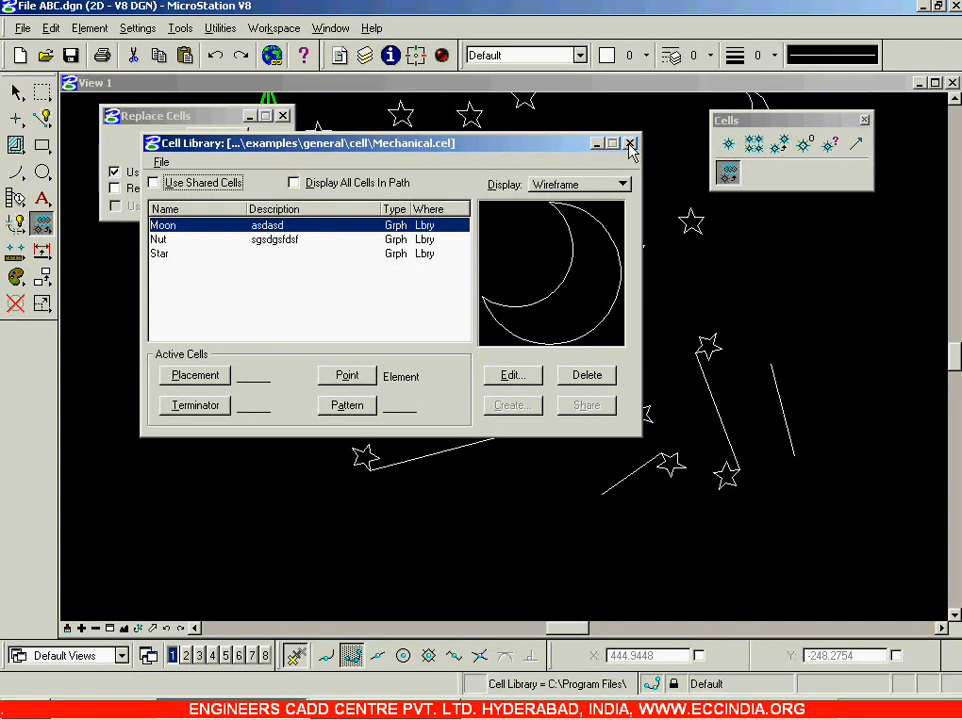 File ABC.dgn (2D - V8 DGN) - MicroStation V8
File Edit Element Settings Tools Utilities Workspace Window Help
Default 0 0 0
View 1
Replace Cells
Us
Re
Us
Cells
Cell Library: [...\examples\general\cell\Mechanical.cel]
File
Use Shared Cells Display All Cells In Path Display: Wireframe
Name Description Type Where
Moon asdasd Grph Lbry
Nut sgsdgsfdsf Grph Lbry
Star Grph Lbry
Active Cells
Placement Point Element Edit... Delete
Terminator Pattern Create... Share
Default Views 1 2 3 4 5 6 7 8 X: 444.9448 Y: -248.2754
Cell Library = C:\Program Files\ Default
ENGINEERS CADD CENTRE PVT. LTD. HYDERABAD, INDIA, WWW.ECCINDIA.ORG